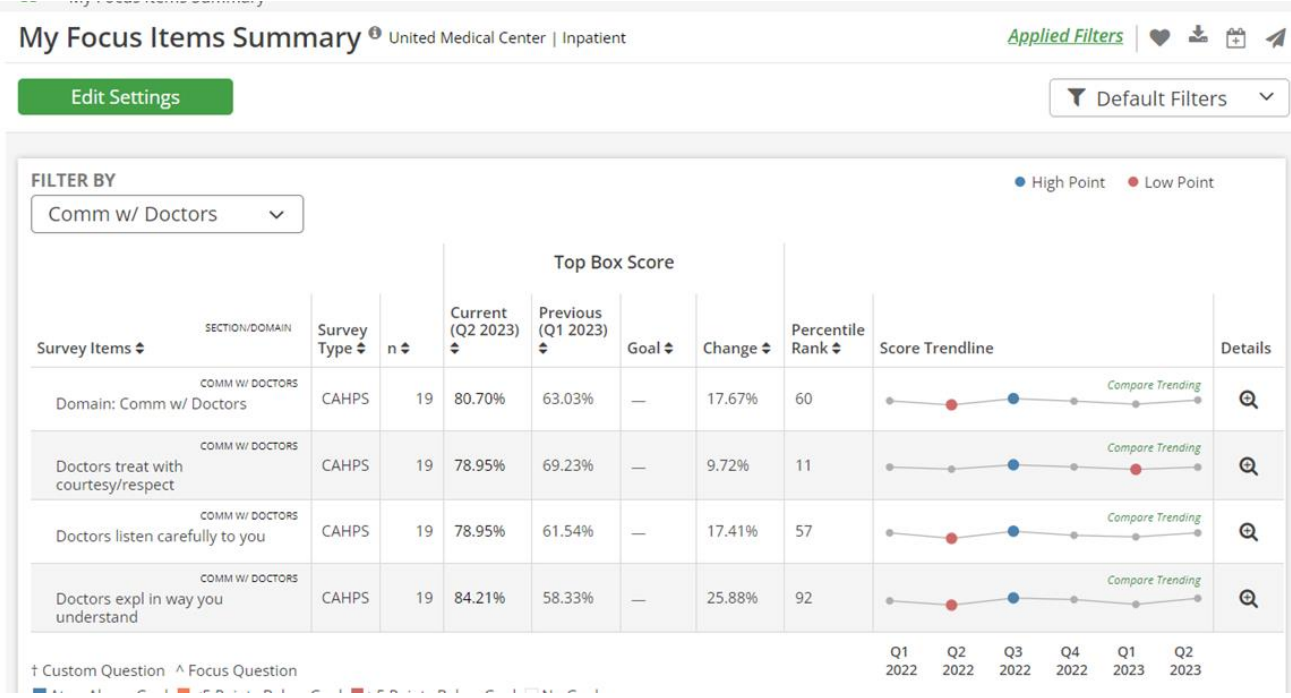 My Focus Items Summary
My Focus Items Summary United Medical Center | Inpatient
Applied Filters
Edit Settings
Default Filters
FILTER BY
High Point Low Point
Comm w/ Doctors
Top Box Score
Survey Items SECTION/DOMAIN Survey Type n Current (Q2 2023) Previous (Q1 2023) Goal Change Percentile Rank Score Trendline Details
COMM W/ DOCTORS Compare Trending
Domain: Comm w/ Doctors CAHPS 19 80.70% 63.03% — 17.67% 60
COMM W/ DOCTORS Compare Trending
Doctors treat with courtesy/respect CAHPS 19 78.95% 69.23% — 9.72% 11
COMM W/ DOCTORS Compare Trending
Doctors listen carefully to you CAHPS 19 78.95% 61.54% — 17.41% 57
COMM W/ DOCTORS Compare Trending
Doctors expl in way you understand CAHPS 19 84.21% 58.33% — 25.88% 92
Q1 2022 Q2 2022 Q3 2022 Q4 2022 Q1 2023 Q2 2023
† Custom Question ^ Focus Question